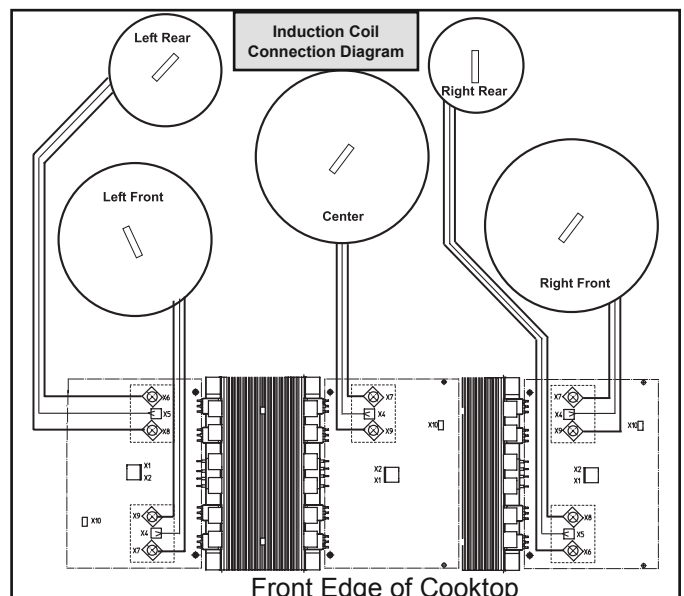 Induction Coil
Connection Diagram
Left Rear
Right Rear
Left Front
Center
Right Front
X6
X5
X8
X1
X2
X10
X9
X4
X7
X7
X4
X9
X10
X2
X1
X7
X4
X9
X10
X2
X1
X8
X5
X6
Front Edge of Cooktop